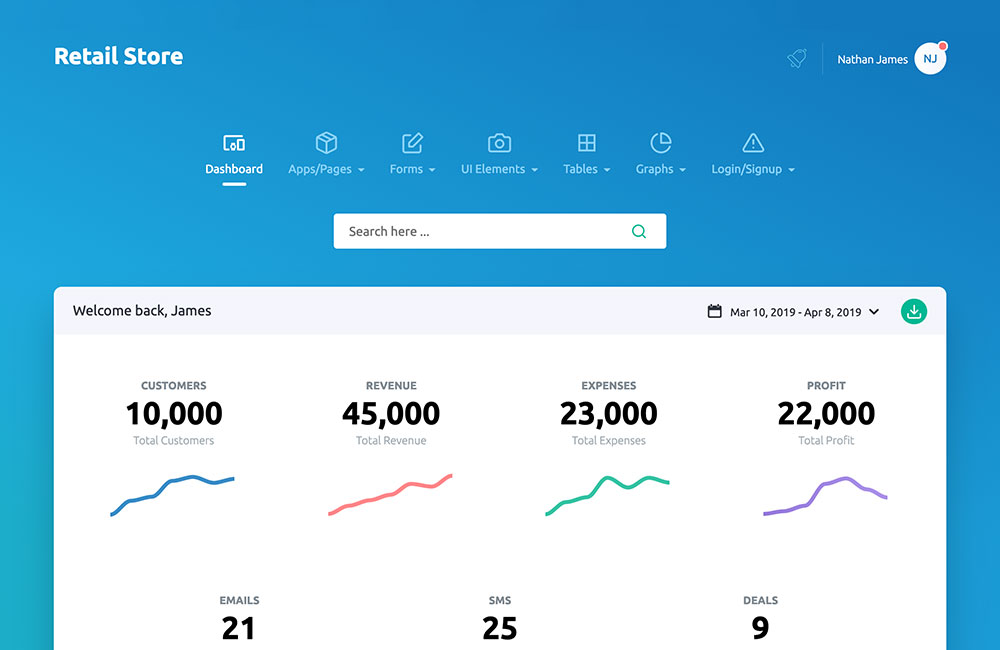 Retail Store
Nathan James
NJ
Dashboard
Apps/Pages
Forms
UI Elements
Tables
Graphs
Login/Signup
Search here ...
Welcome back, James
Mar 10, 2019 - Apr 8, 2019
CUSTOMERS
10,000
Total Customers
REVENUE
45,000
Total Revenue
EXPENSES
23,000
Total Expenses
PROFIT
22,000
Total Profit
EMAILS
21
SMS
25
DEALS
9